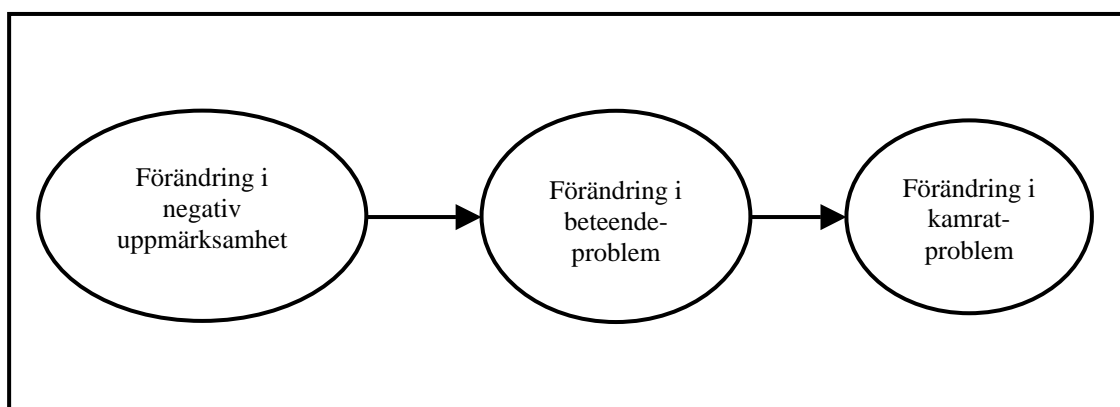 Förändring i
negativ
uppmärksamhet
Förändring i
beteende-
problem
Förändring i
kamrat-
problem